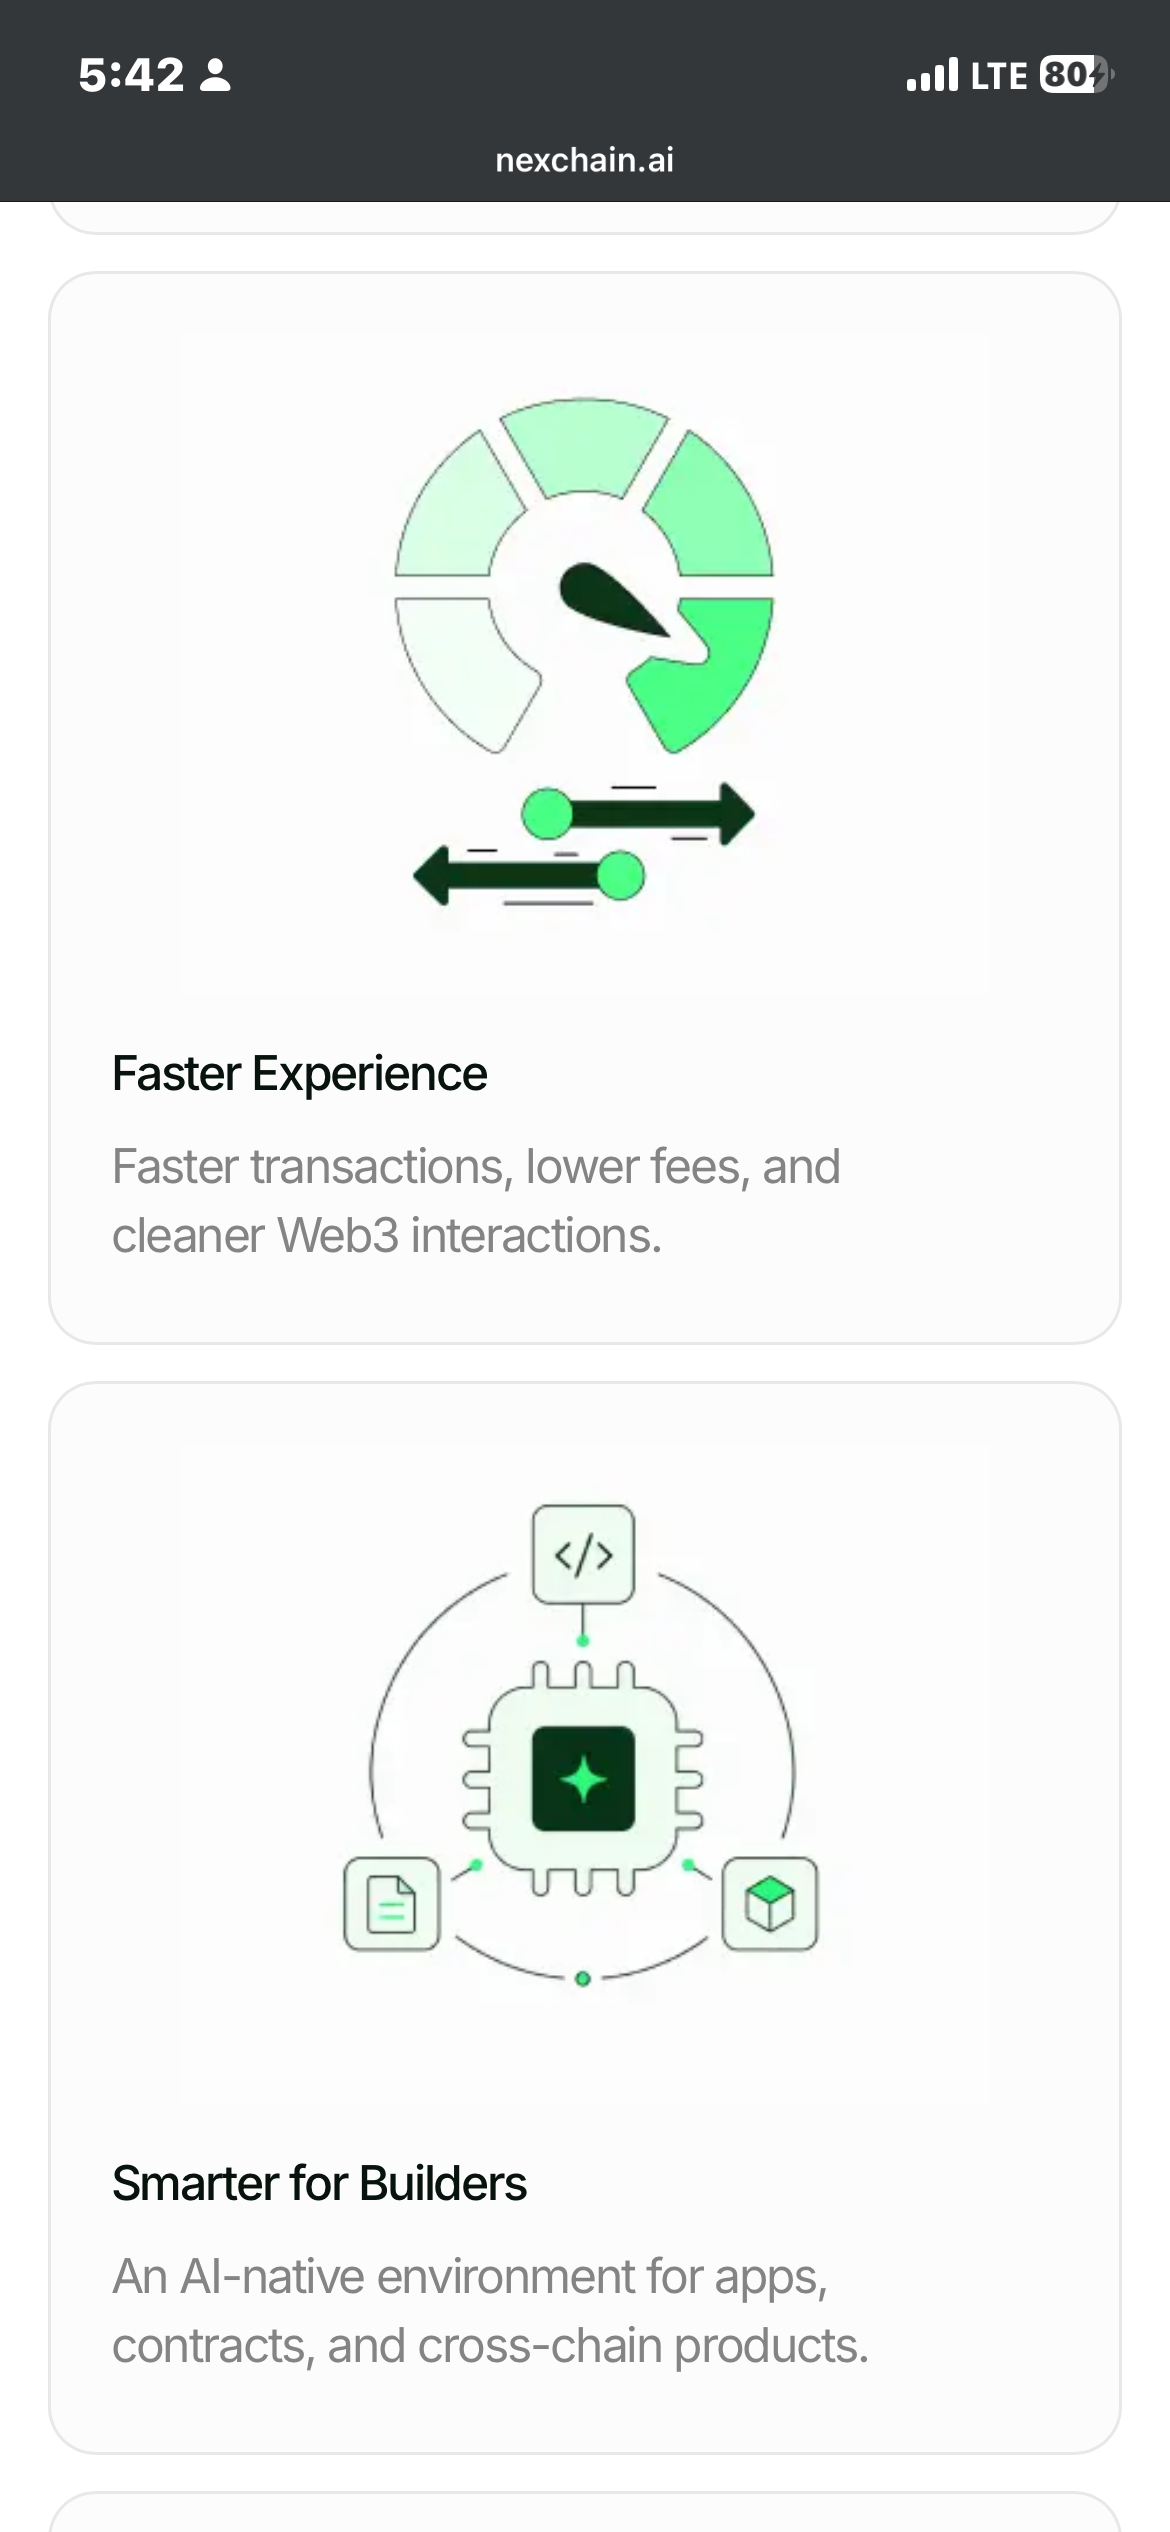 5:42
LTE 80
nexchain.ai
</>
Faster Experience
Faster transactions, lower fees, and
cleaner Web3 interactions.
Smarter for Builders
An AI-native environment for apps,
contracts, and cross-chain products.